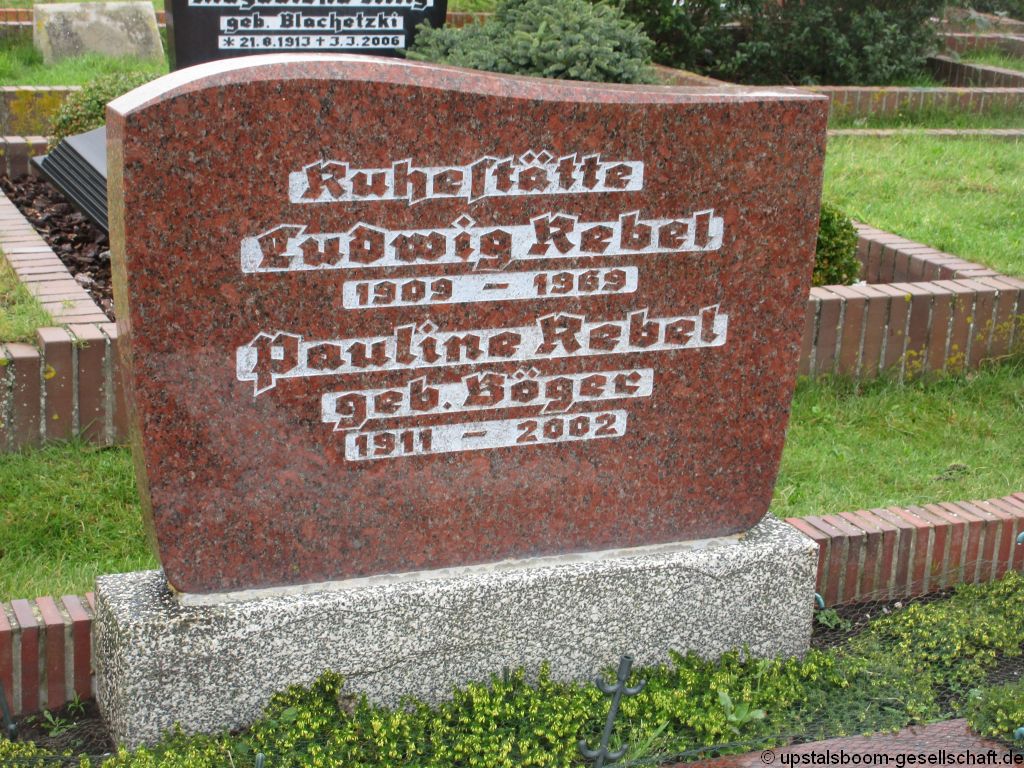 geb. Blachetzki
* 21.8.1913 + 3.3.2006
Ruhestätte
Ludwig Rebel
1909 - 1969
Pauline Rebel
geb. Böger
1911 - 2002
© upstalsboom-gesellschaft.de